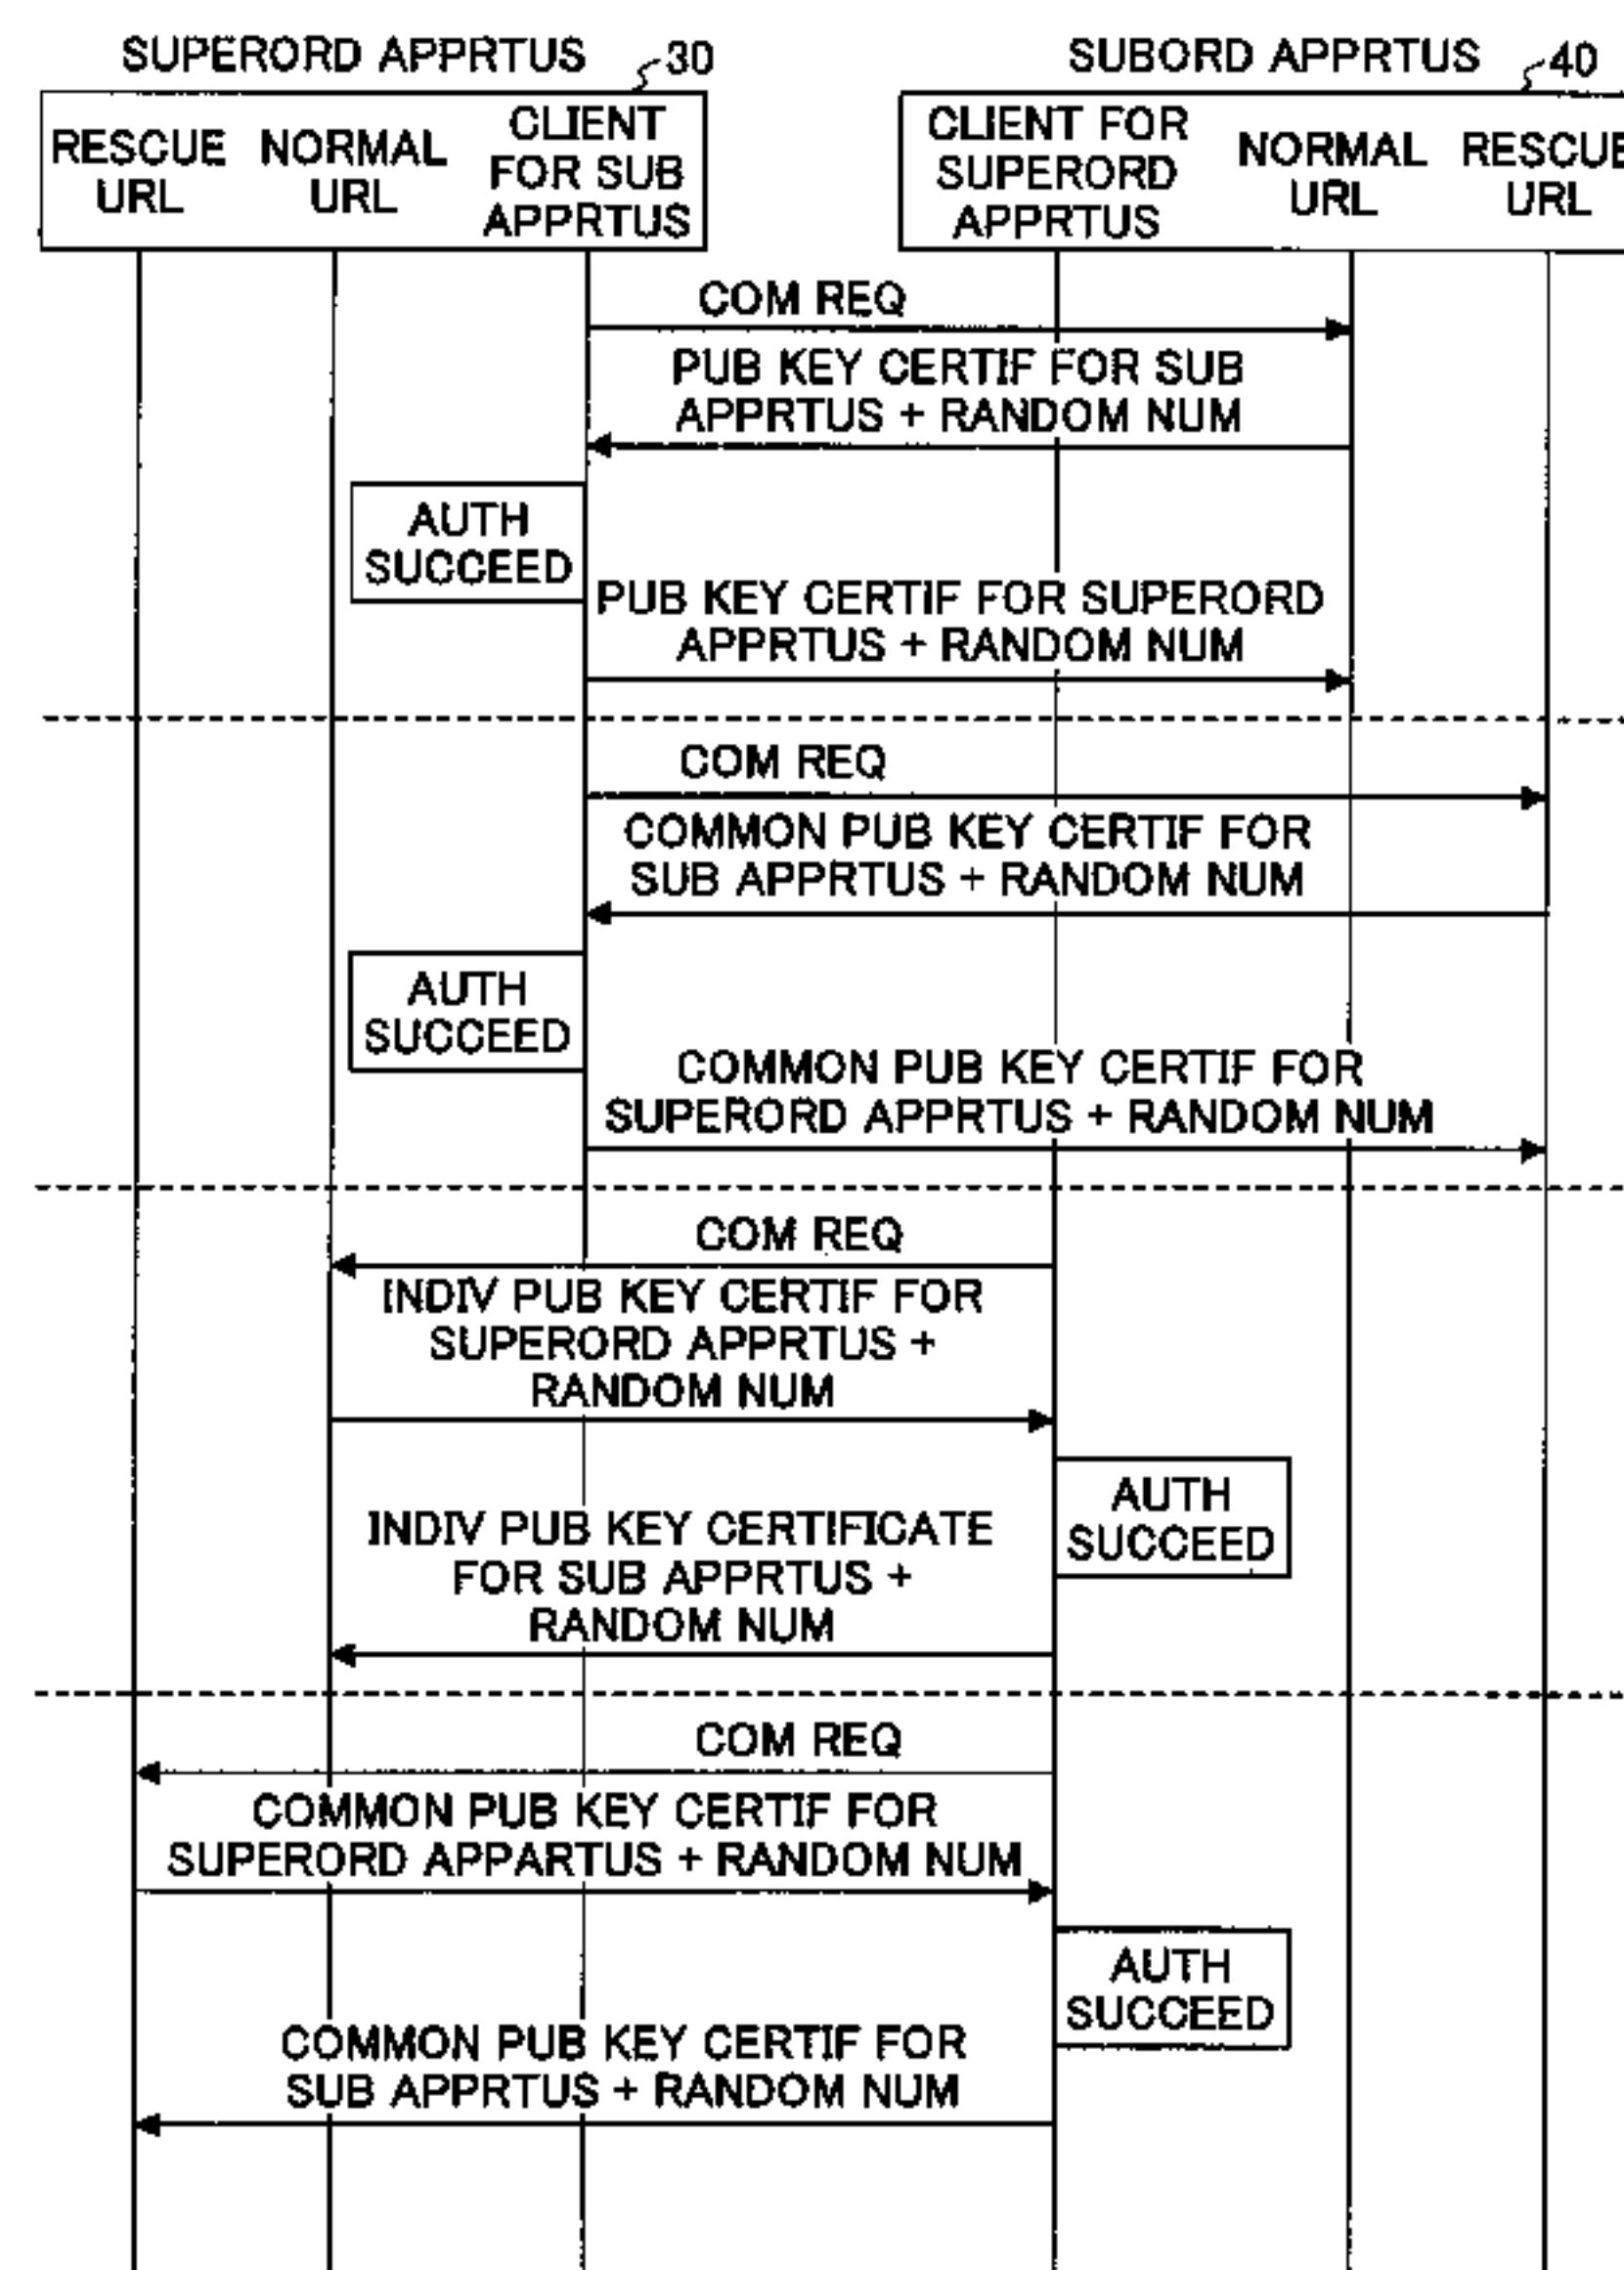 SUPERORD APPRTUS
30
SUBORD APPRTUS
40
RESCUE
URL
NORMAL
URL
CLIENT
FOR SUB
APPRTUS
CLIENT FOR
SUPERORD
APPRTUS
NORMAL
URL
RESCUE
URL
COM REQ
PUB KEY CERTIF FOR SUB
APPRTUS + RANDOM NUM
AUTH
SUCCEED
PUB KEY CERTIF FOR SUPERORD
APPRTUS + RANDOM NUM
COM REQ
COMMON PUB KEY CERTIF FOR
SUB APPRTUS + RANDOM NUM
AUTH
SUCCEED
COMMON PUB KEY CERTIF FOR
SUPERORD APPRTUS + RANDOM NUM
COM REQ
INDIV PUB KEY CERTIF FOR
SUPERORD APPRTUS +
RANDOM NUM
AUTH
SUCCEED
INDIV PUB KEY CERTIFICATE
FOR SUB APPRTUS +
RANDOM NUM
COM REQ
COMMON PUB KEY CERTIF FOR
SUPERORD APPARTUS + RANDOM NUM
AUTH
SUCCEED
COMMON PUB KEY CERTIF FOR
SUB APPRTUS + RANDOM NUM